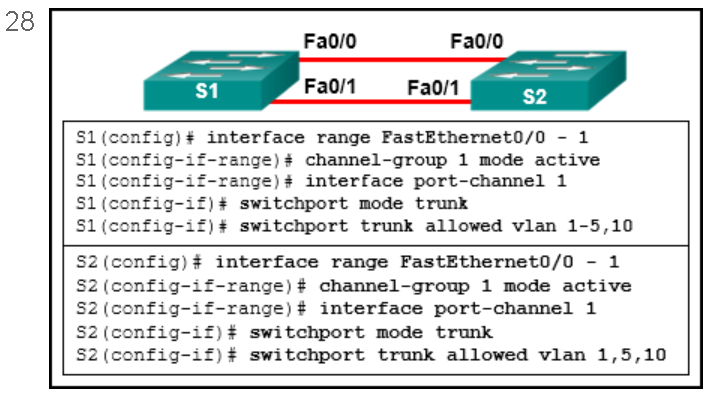 28
Fa0/0 Fa0/0
Fa0/1 Fa0/1
S1 S2
S1(config)# interface range FastEthernet0/0 - 1
S1(config-if-range)# channel-group 1 mode active
S1(config-if-range)# interface port-channel 1
S1(config-if)# switchport mode trunk
S1(config-if)# switchport trunk allowed vlan 1-5,10
S2(config)# interface range FastEthernet0/0 - 1
S2(config-if-range)# channel-group 1 mode active
S2(config-if-range)# interface port-channel 1
S2(config-if)# switchport mode trunk
S2(config-if)# switchport trunk allowed vlan 1,5,10